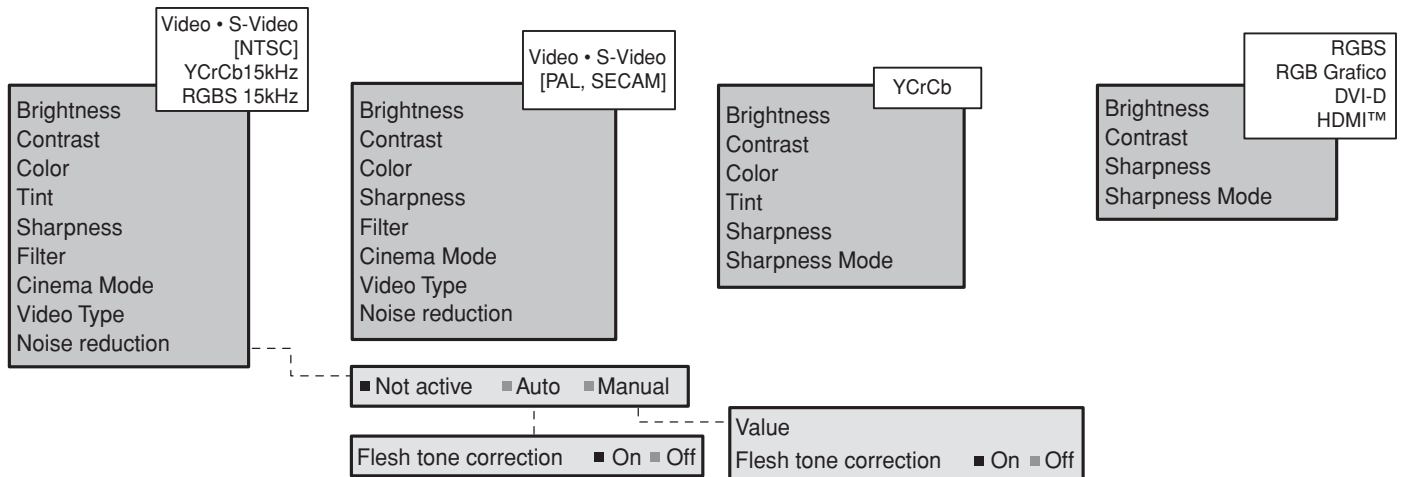 Video • S-Video
[NTSC]
YCrCb15kHz
RGBS 15kHz
Brightness
Contrast
Color
Tint
Sharpness
Filter
Cinema Mode
Video Type
Noise reduction
Video • S-Video
[PAL, SECAM]
Brightness
Contrast
Color
Sharpness
Filter
Cinema Mode
Video Type
Noise reduction
YCrCb
Brightness
Contrast
Color
Tint
Sharpness
Sharpness Mode
RGBS
RGB Grafico
DVI-D
HDMI™
Brightness
Contrast
Sharpness
Sharpness Mode
Not active Auto Manual
Flesh tone correction On Off
Value
Flesh tone correction On Off